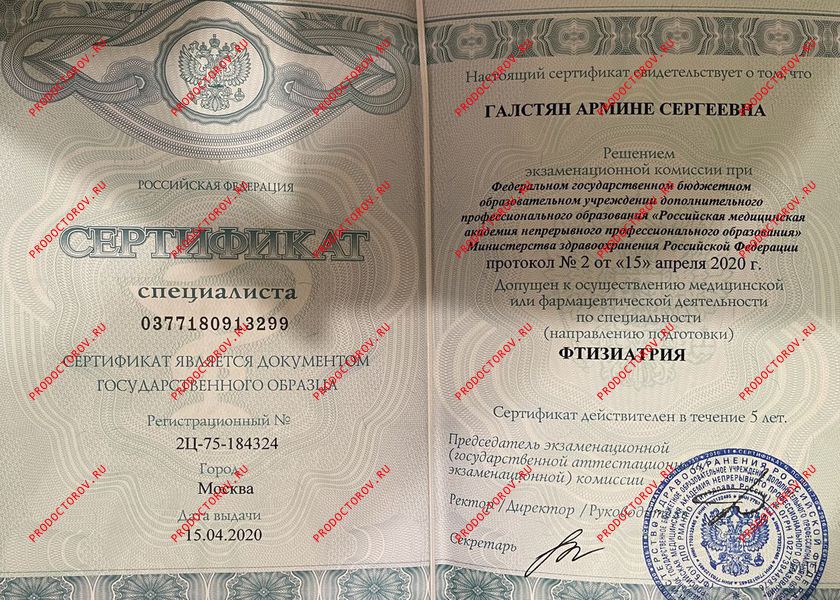 РОССИЙСКАЯ ФЕДЕРАЦИЯ
СЕРТИФИКАТ
специалиста
0377180913299
СЕРТИФИКАТ ЯВЛЯЕТСЯ ДОКУМЕНТОМ
ГОСУДАРСТВЕННОГО ОБРАЗЦА
Регистрационный №
2Ц-75-184324
Город
Москва
Дата выдачи
15.04.2020
Настоящий сертификат свидетельствует о том, что
ГАЛСТЯН АРМИНЕ СЕРГЕЕВНА
Решением
экзаменационной комиссии при
Федеральном государственном бюджетном
образовательном учреждении дополнительного
профессионального образования «Российская медицинская
академия непрерывного профессионального образования»
Министерства здравоохранения Российской Федерации
протокол № 2 от «15» апреля 2020 г.
Допущен к осуществлению медицинской
или фармацевтической деятельности
по специальности
(направлению подготовки)
ФТИЗИАТРИЯ
Сертификат действителен в течение 5 лет.
Председатель экзаменационной
(государственной аттестационной
экзаменационной) комиссии
Ректор /Директор /Руководитель
Секретарь
PRODOCTOROV.RU